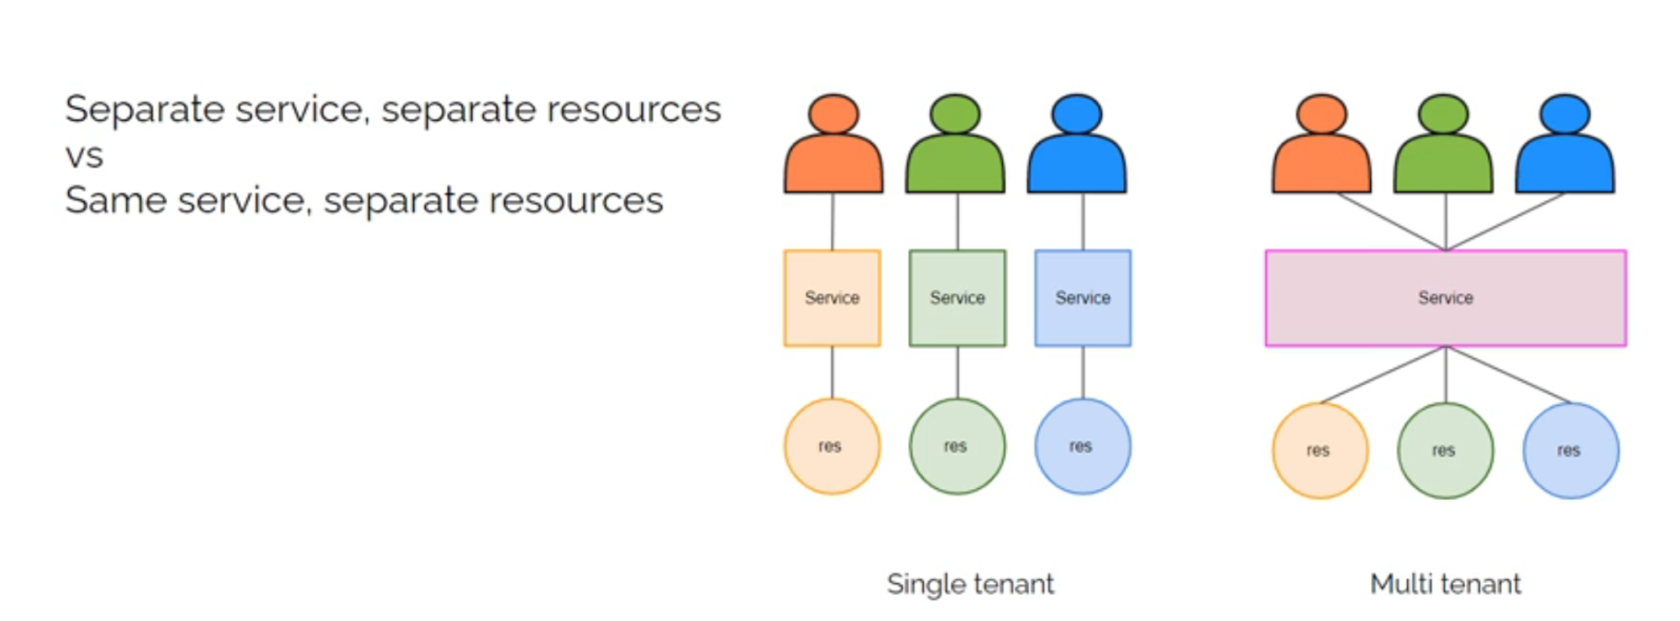 Separate service, separate resources
vs
Same service, separate resources
Service
Service
Service
res
res
res
Single tenant
Service
res
res
res
Multi tenant